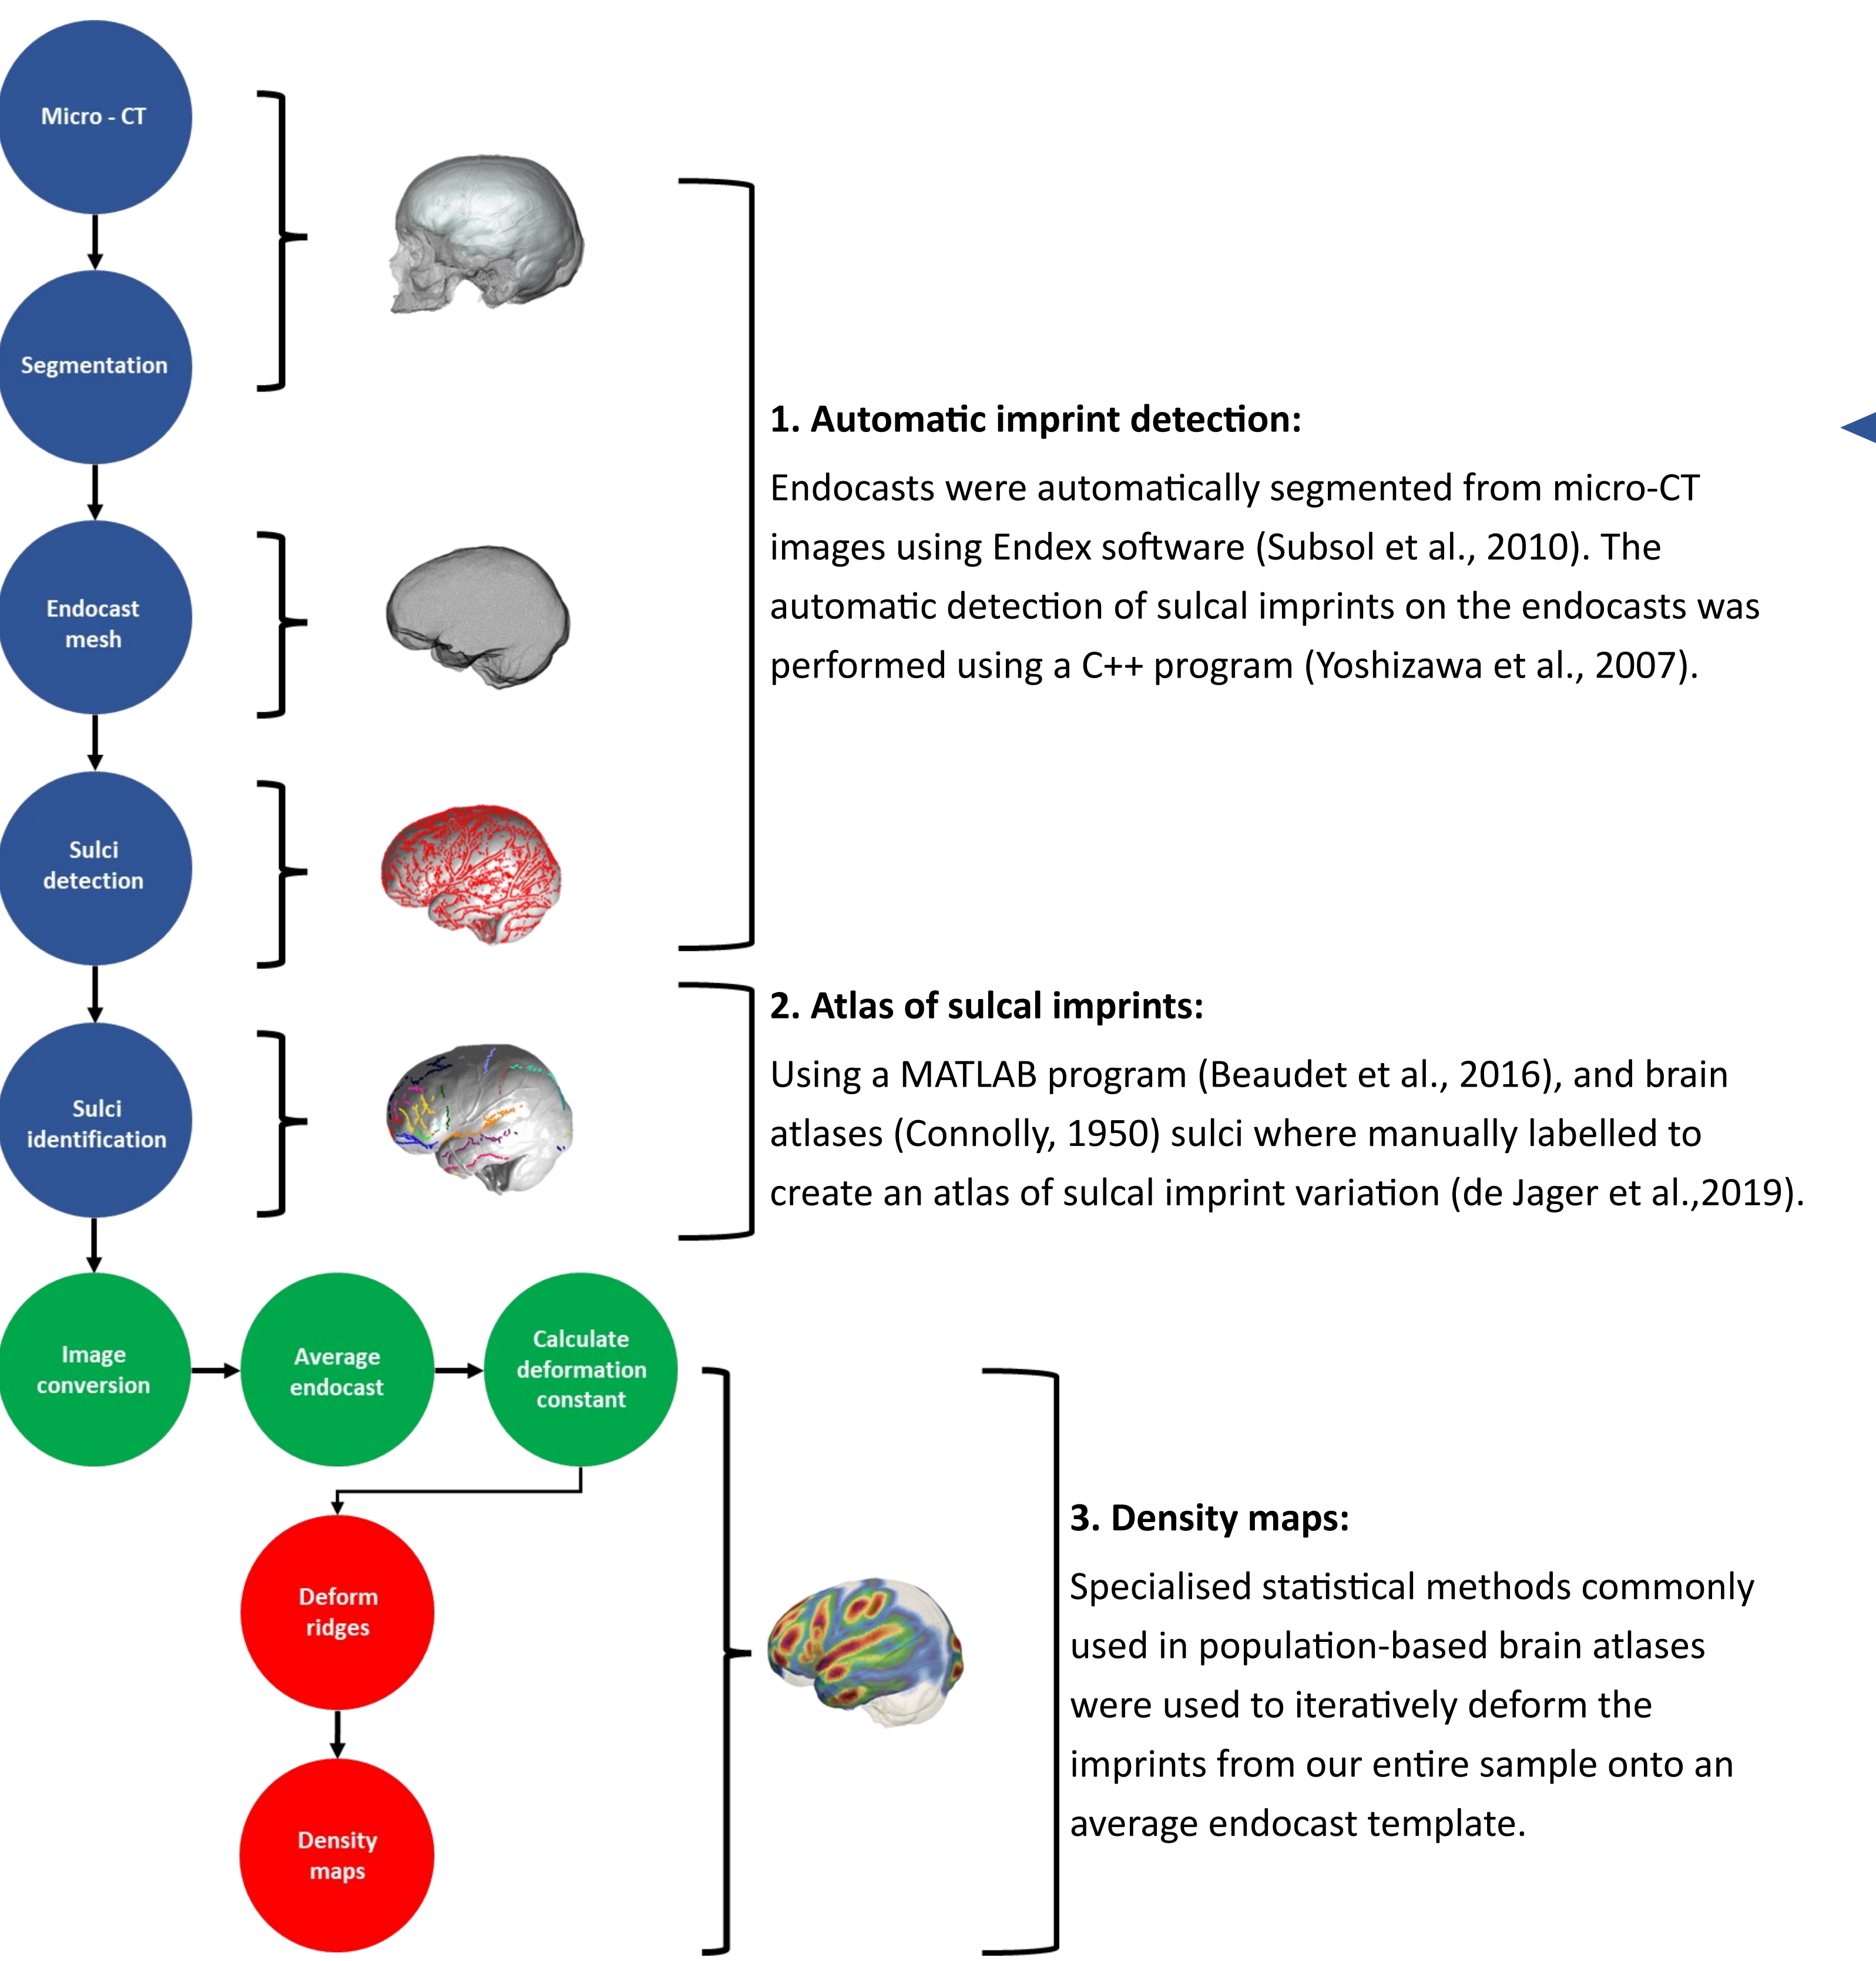 Micro - CT
Segmentation
Endocast
mesh
Sulci
detection
Sulci
identification
1. Automatic imprint detection:
Endocasts were automatically segmented from micro-CT
images using Endex software (Subsol et al., 2010). The
automatic detection of sulcal imprints on the endocasts was
performed using a C++ program (Yoshizawa et al., 2007).
2. Atlas of sulcal imprints:
Using a MATLAB program (Beaudet et al., 2016), and brain
atlases (Connolly, 1950) sulci where manually labelled to
create an atlas of sulcal imprint variation (de Jager et al.,2019).
Image
conversion
Average
endocast
Calculate
deformation
constant
Deform
ridges
Density
maps
3. Density maps:
Specialised statistical methods commonly
used in population-based brain atlases
were used to iteratively deform the
imprints from our entire sample onto an
average endocast template.